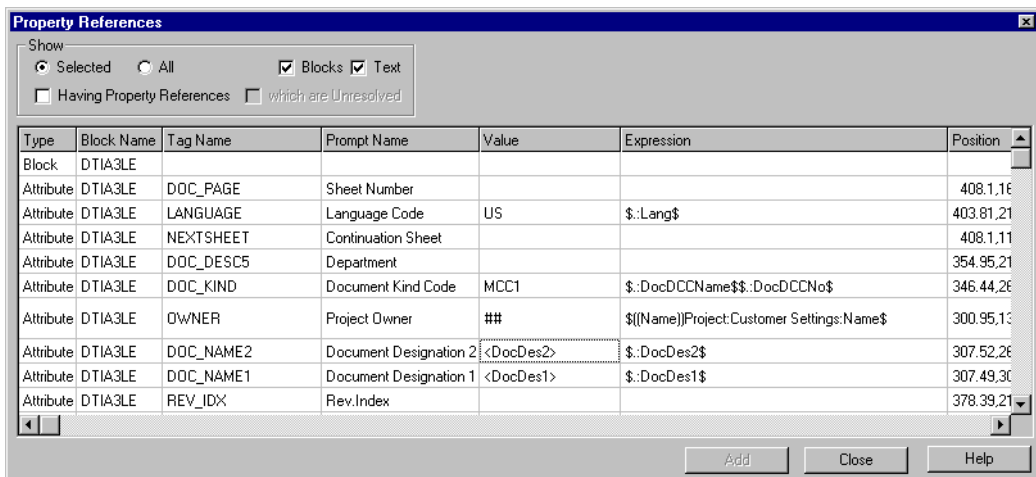 Property References
Show
Selected All Blocks Text
Having Property References which are Unresolved
Type Block Name Tag Name Prompt Name Value Expression Position
Block DTIA3LE
Attribute DTIA3LE DOC_PAGE Sheet Number 408.1,16
Attribute DTIA3LE LANGUAGE Language Code US $.:Lang$ 403.81,21
Attribute DTIA3LE NEXTSHEET Continuation Sheet 408.1,11
Attribute DTIA3LE DOC_DESC5 Department 354.95,21
Attribute DTIA3LE DOC_KIND Document Kind Code MCC1 $.:DocDCCName$$.:DocDCCNo$ 346.44,26
Attribute DTIA3LE OWNER Project Owner ## $((Name))Project:Customer Settings:Name$ 300.95,13
Attribute DTIA3LE DOC_NAME2 Document Designation 2 <DocDes2> $.:DocDes2$ 307.52,26
Attribute DTIA3LE DOC_NAME1 Document Designation 1 <DocDes1> $.:DocDes1$ 307.49,30
Attribute DTIA3LE REV_IDX Rev.Index 378.39,21
Add Close Help